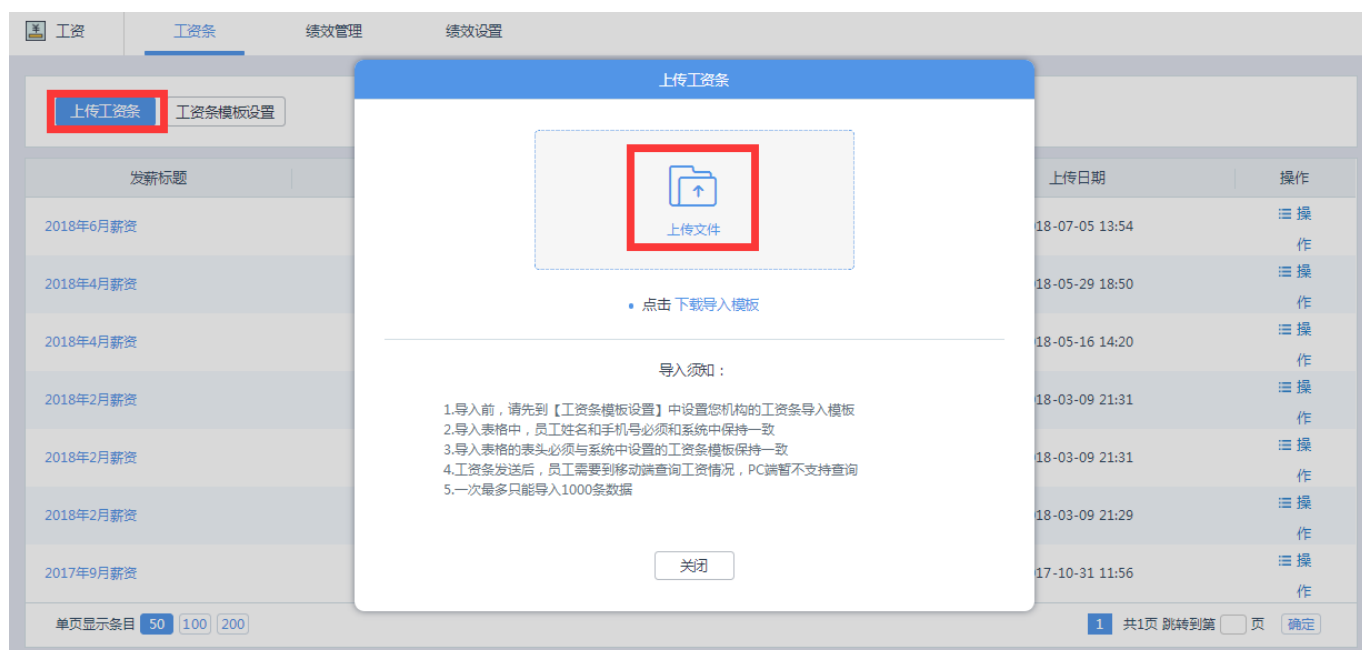 工资
工资条
绩效管理
绩效设置
上传工资条
工资条模板设置
上传工资条
上传文件
点击 下载导入模板
导入须知：
1.导入前，请先到【工资条模板设置】中设置您机构的工资条导入模板
2.导入表格中，员工姓名和手机号必须和系统中保持一致
3.导入表格的表头必须与系统中设置的工资条模板保持一致
4.工资条发送后，员工需要到移动端查询工资情况，PC端暂不支持查询
5.一次最多只能导入1000条数据
关闭
发薪标题
上传日期
操作
2018年6月薪资
18-07-05 13:54
操
作
2018年4月薪资
18-05-29 18:50
操
作
2018年4月薪资
18-05-16 14:20
操
作
2018年2月薪资
18-03-09 21:31
操
作
2018年2月薪资
18-03-09 21:31
操
作
2018年2月薪资
18-03-09 21:29
操
作
2017年9月薪资
17-10-31 11:56
操
作
单页显示条目 50 100 200
1 共1页 跳转到第 页 确定